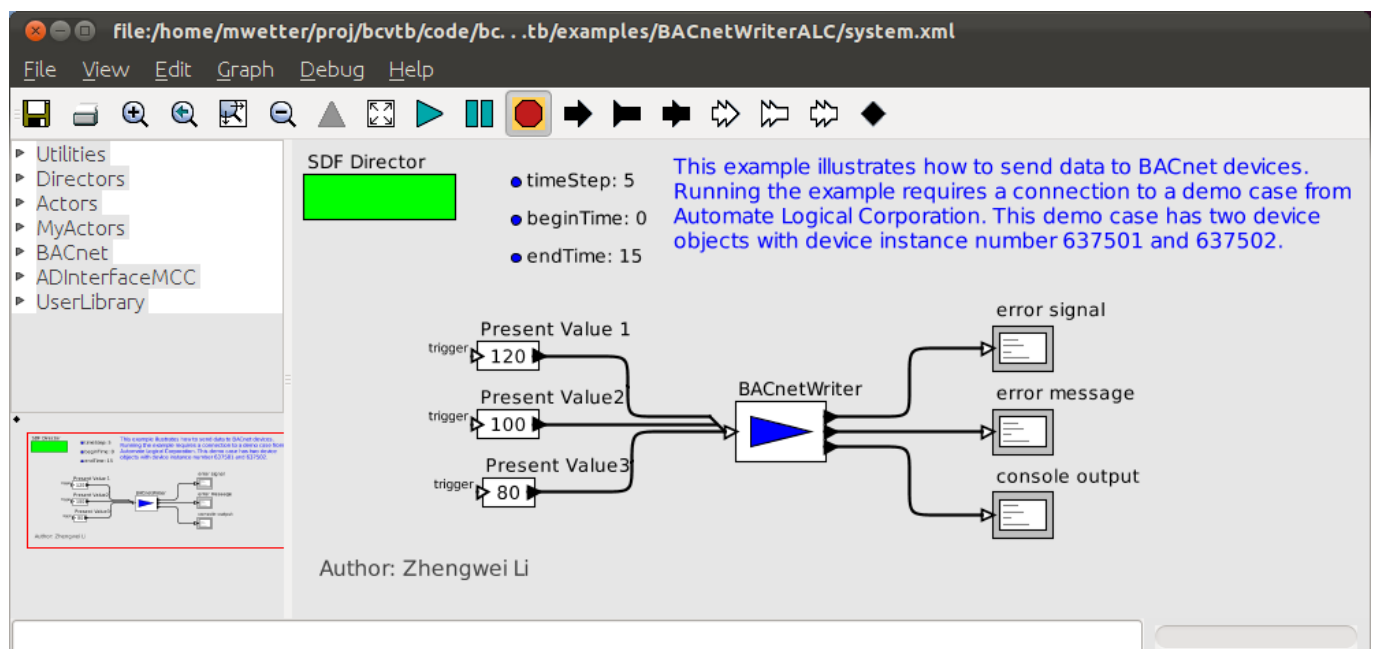 file:/home/mwetter/proj/bcvtb/code/bc. . .tb/examples/BACnetWriterALC/system.xml
File View Edit Graph Debug Help
Utilities
Directors
Actors
MyActors
BACnet
ADInterfaceMCC
UserLibrary
SDF Director
timeStep: 5
beginTime: 0
endTime: 15
This example illustrates how to send data to BACnet devices.
Running the example requires a connection to a demo case from
Automate Logical Corporation. This demo case has two device
objects with device instance number 637501 and 637502.
Present Value 1
trigger
120
Present Value2
trigger
100
Present Value3
trigger
80
BACnetWriter
error signal
error message
console output
Author: Zhengwei Li